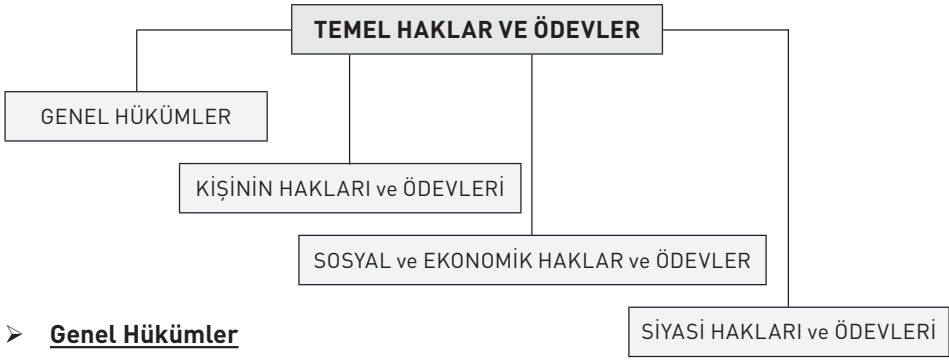 TEMEL HAKLAR VE ÖDEVLER
GENEL HÜKÜMLER
KİŞİNİN HAKLARI ve ÖDEVLERİ
SOSYAL ve EKONOMİK HAKLAR ve ÖDEVLER
SİYASİ HAKLARI ve ÖDEVLERİ
➢ Genel Hükümler